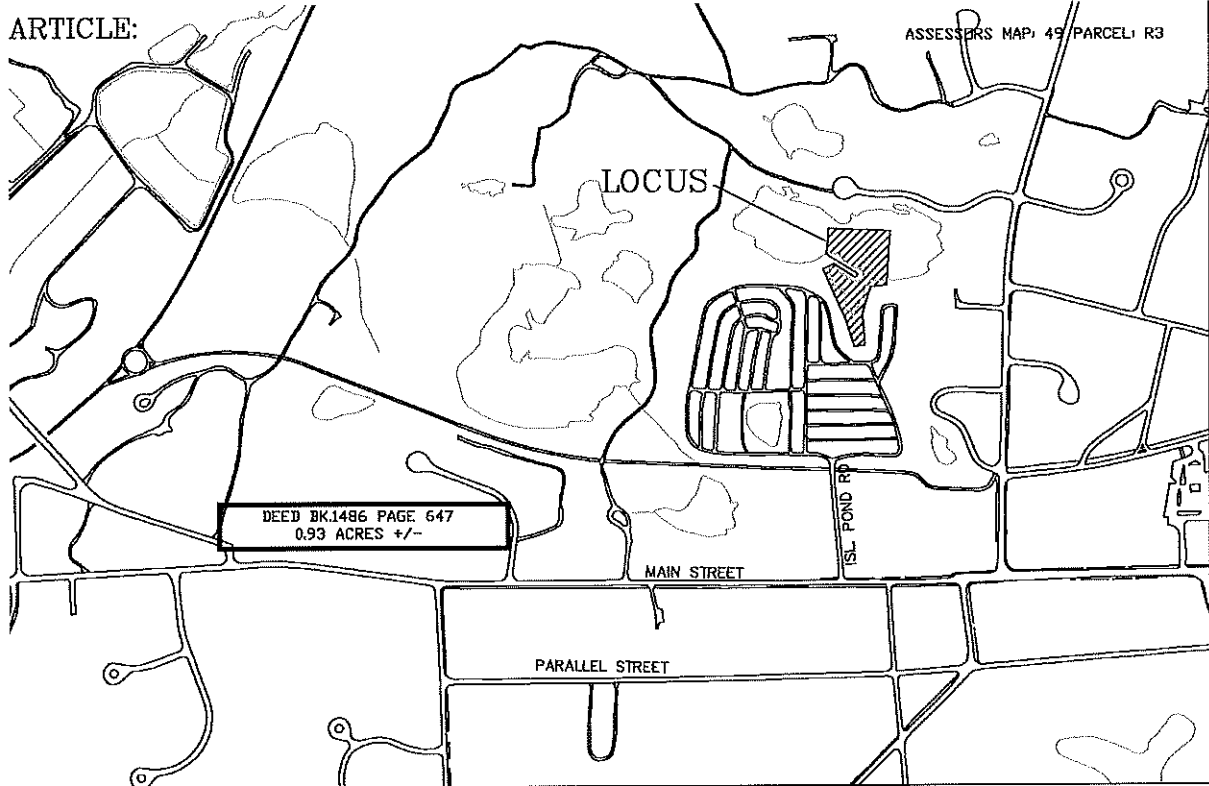 ARTICLE:
ASSESSORS MAP: 49 PARCEL: R3
LOCUS
DEED BK.1486 PAGE 647
0.93 ACRES +/-
ISL. POND RD
MAIN STREET
PARALLEL STREET